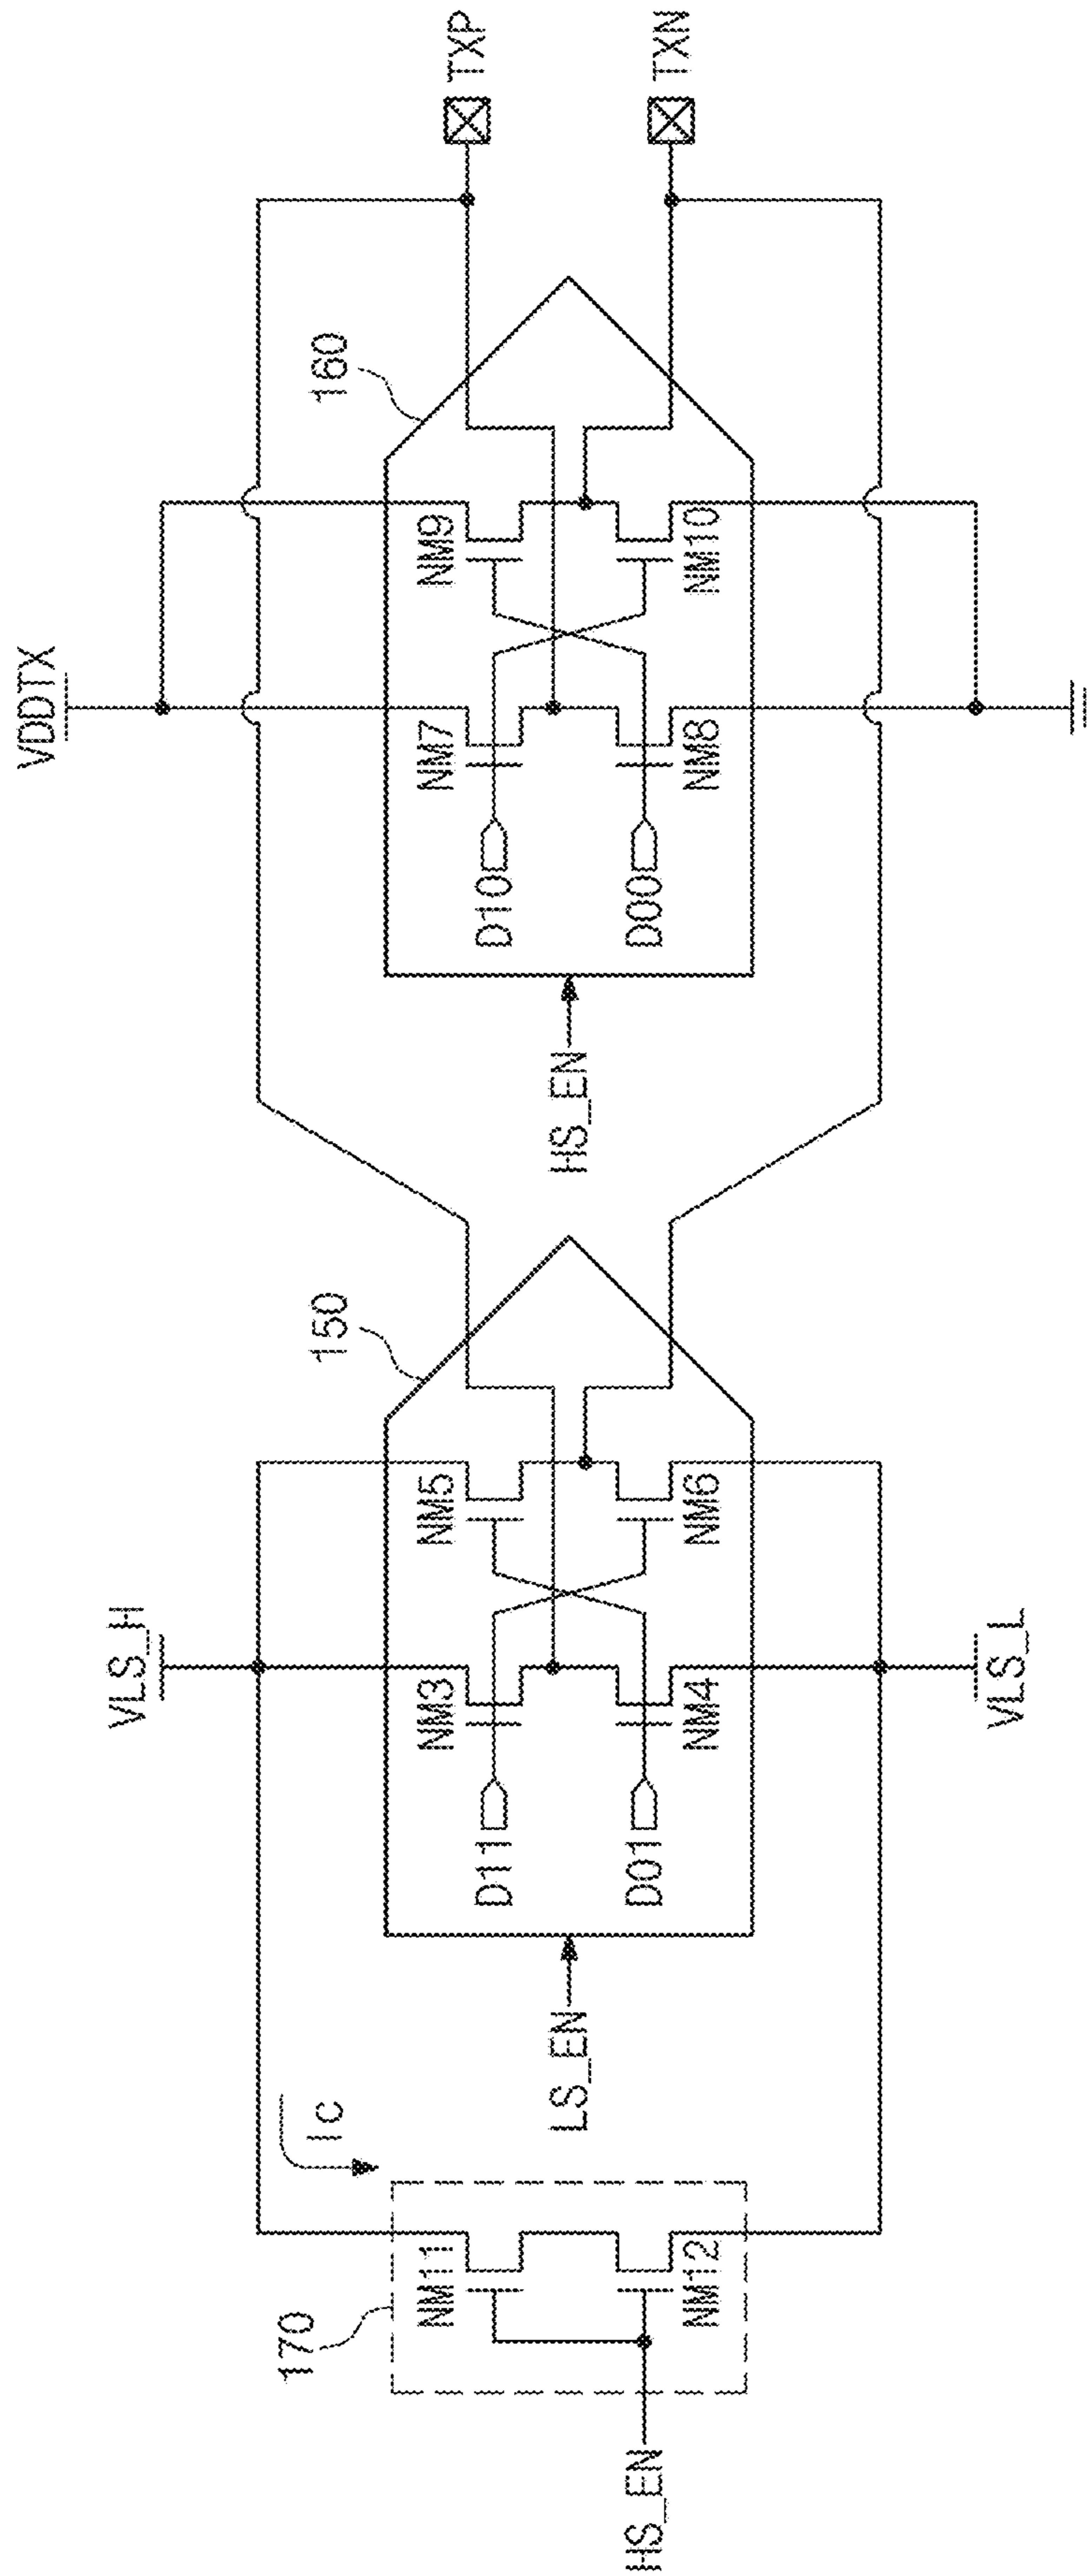 VDDTX
VLS_H
170
Ic
150
160
NM11
NM3
NM5
NM7
NM9
TXP
D11
D10
HS_EN
LS_EN
HS_EN
D01
D00
TXN
NM12
NM4
NM6
NM8
NM10
VLS_L